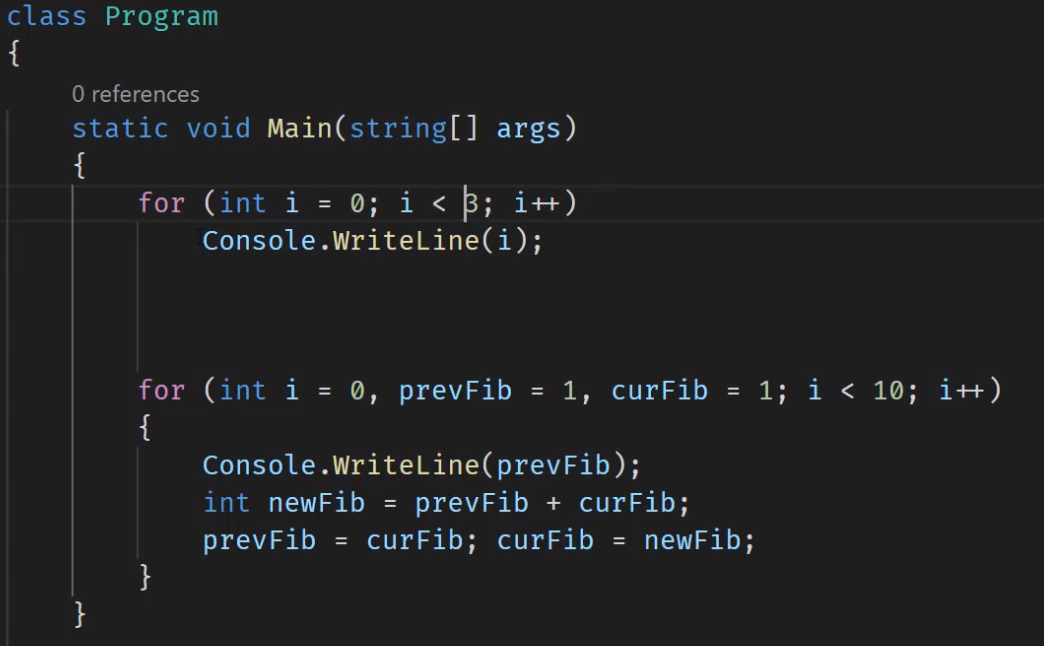 class Program
{
0 references
static void Main(string[] args)
{
for (int i = 0; i < 3; i++)
Console.WriteLine(i);
for (int i = 0, prevFib = 1, curFib = 1; i < 10; i++)
{
Console.WriteLine(prevFib);
int newFib = prevFib + curFib;
prevFib = curFib; curFib = newFib;
}
}